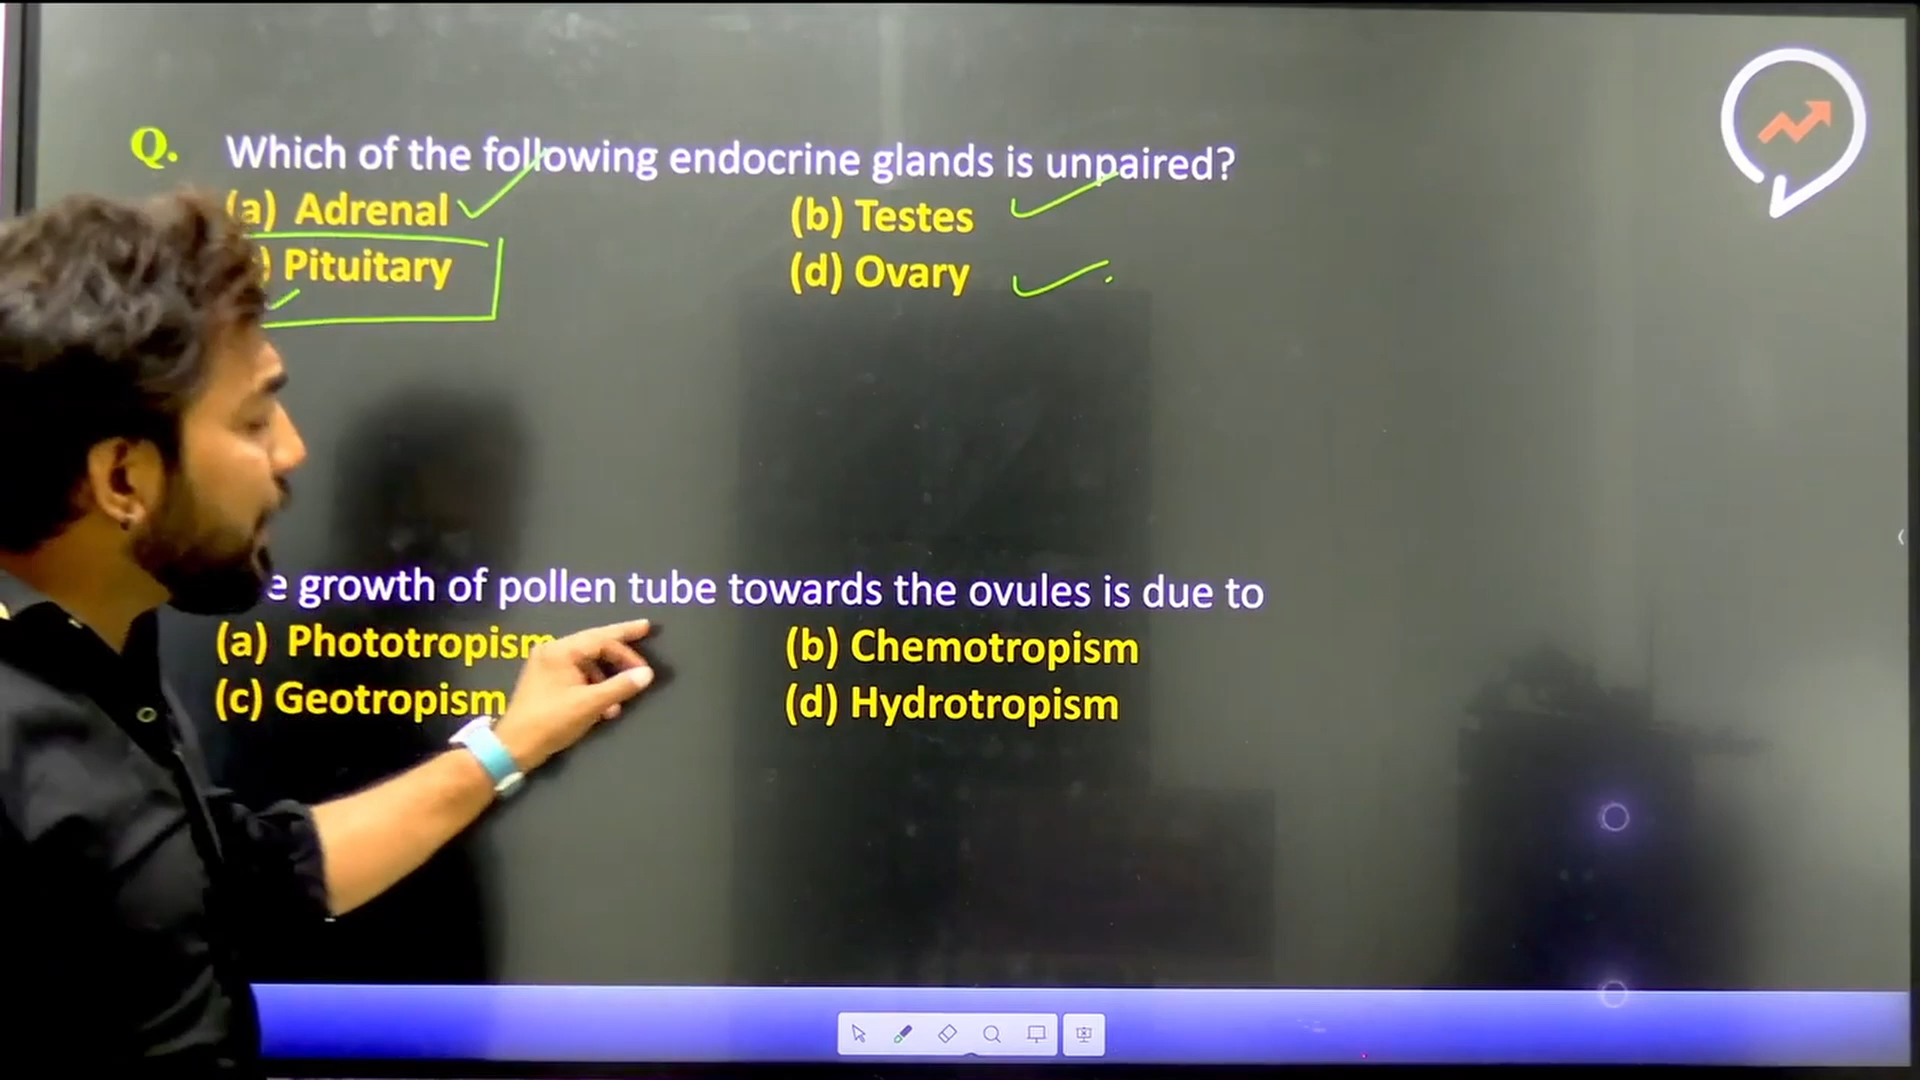 Q. Which of the following endocrine glands is unpaired?
(a) Adrenal (b) Testes
) Pituitary (d) Ovary
e growth of pollen tube towards the ovules is due to
(a) Phototropism (b) Chemotropism
(c) Geotropism (d) Hydrotropism